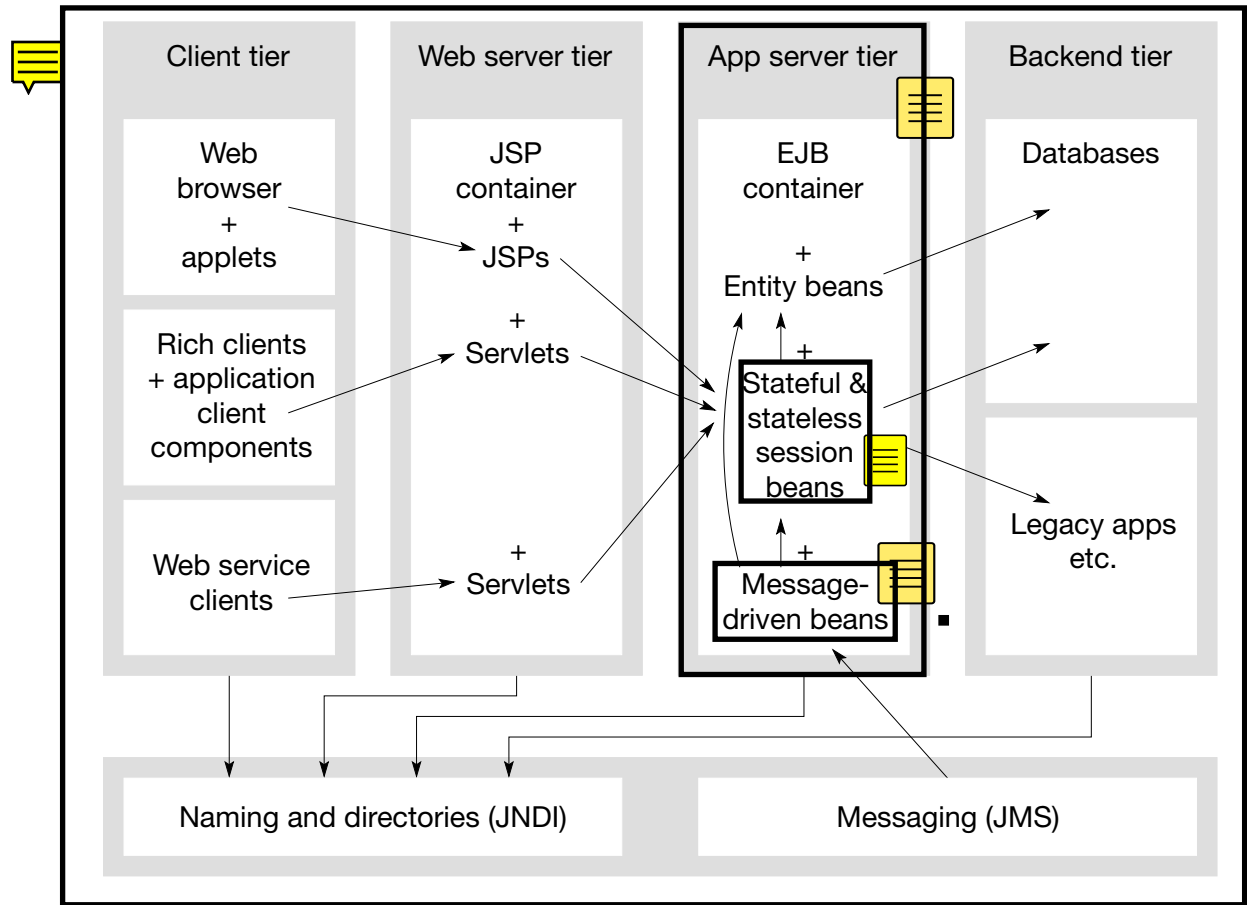 Client tier
Web server tier
App server tier
Backend tier
Web
browser
+
applets
Rich clients
+ application
client
components
Web service
clients
JSP
container
+
JSPs
+
Servlets
+
Servlets
EJB
container
+
Entity beans
+
Stateful &
stateless
session
beans
+
Message-
driven beans
Databases
Legacy apps
etc.
Naming and directories (JNDI)
Messaging (JMS)